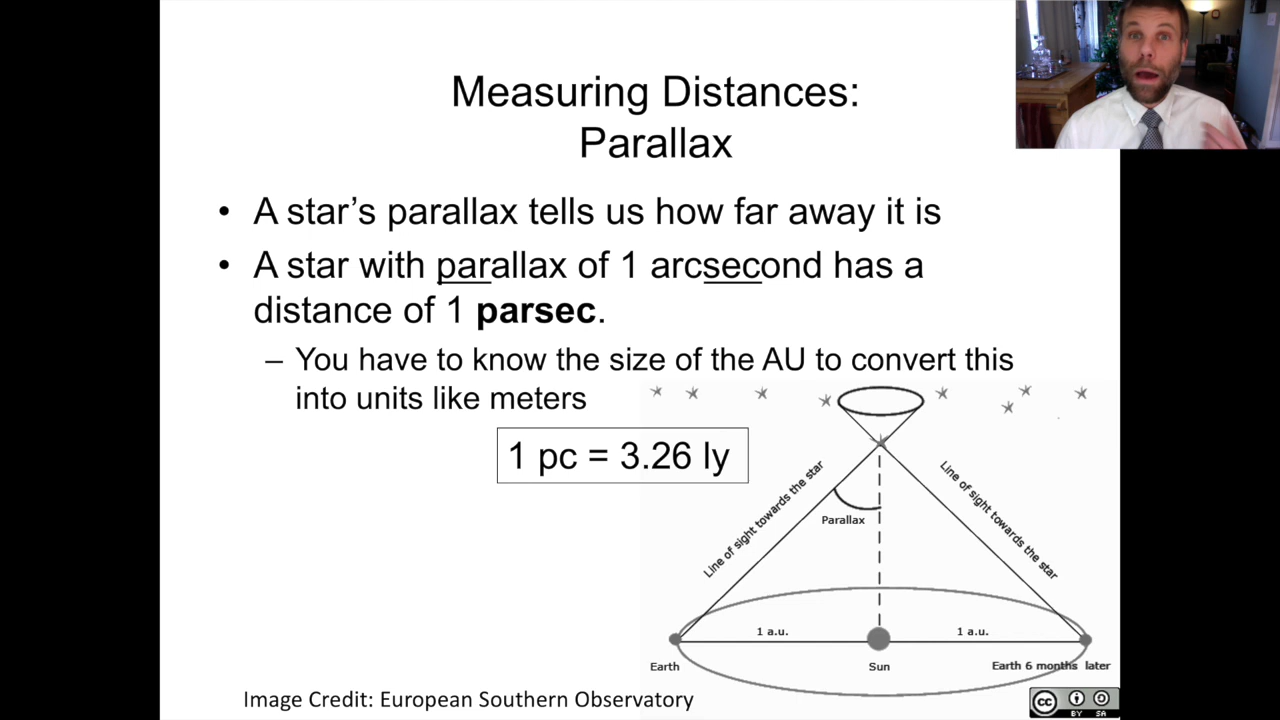 Measuring Distances:
Parallax
• A star’s parallax tells us how far away it is
• A star with parallax of 1 arcsecond has a
distance of 1 parsec.
– You have to know the size of the AU to convert this
into units like meters
1 pc = 3.26 ly
Line of sight towards the star
Line of sight towards the star
Parallax
1 a.u.
1 a.u.
Earth
Sun
Earth 6 months later
Image Credit: European Southern Observatory
cc
BY SA